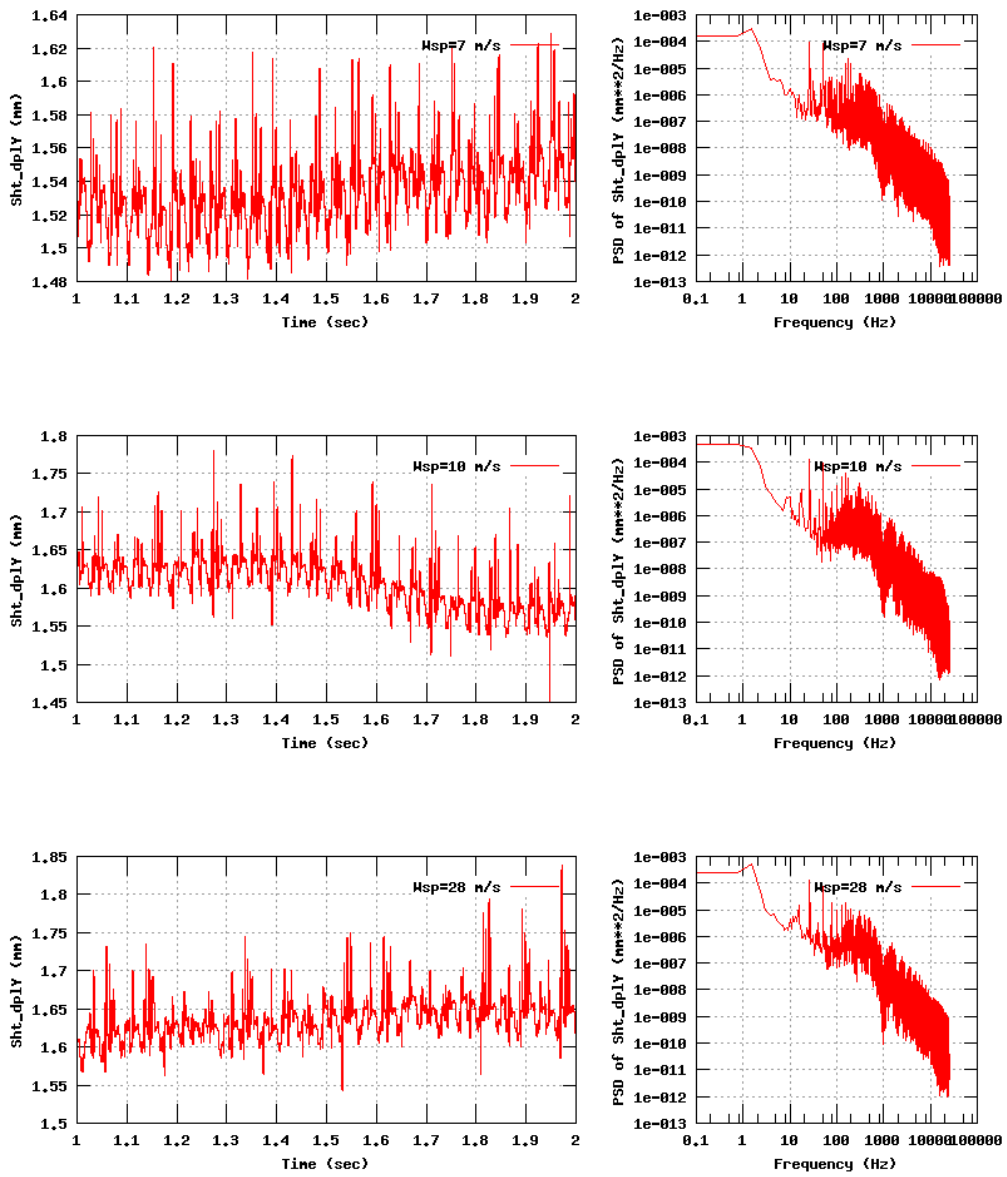 Sht_dplY (mm)
1.64
1.62
1.6
1.58
1.56
1.54
1.52
1.5
1.48
Wsp=7 m/s
1 1.1 1.2 1.3 1.4 1.5 1.6 1.7 1.8 1.9 2
Time (sec)
PSD of Sht_dplY (mm**2/Hz)
1e-003
1e-004
1e-005
1e-006
1e-007
1e-008
1e-009
1e-010
1e-011
1e-012
1e-013
Wsp=7 m/s
0.1 1 10 100 1000 10000 100000
Frequency (Hz)
Sht_dplY (mm)
1.8
1.75
1.7
1.65
1.6
1.55
1.5
1.45
Wsp=10 m/s
1 1.1 1.2 1.3 1.4 1.5 1.6 1.7 1.8 1.9 2
Time (sec)
PSD of Sht_dplY (mm**2/Hz)
1e-003
1e-004
1e-005
1e-006
1e-007
1e-008
1e-009
1e-010
1e-011
1e-012
1e-013
Wsp=10 m/s
0.1 1 10 100 1000 10000 100000
Frequency (Hz)
Sht_dplY (mm)
1.85
1.8
1.75
1.7
1.65
1.6
1.55
1.5
Wsp=28 m/s
1 1.1 1.2 1.3 1.4 1.5 1.6 1.7 1.8 1.9 2
Time (sec)
PSD of Sht_dplY (mm**2/Hz)
1e-003
1e-004
1e-005
1e-006
1e-007
1e-008
1e-009
1e-010
1e-011
1e-012
1e-013
Wsp=28 m/s
0.1 1 10 100 1000 10000 100000
Frequency (Hz)